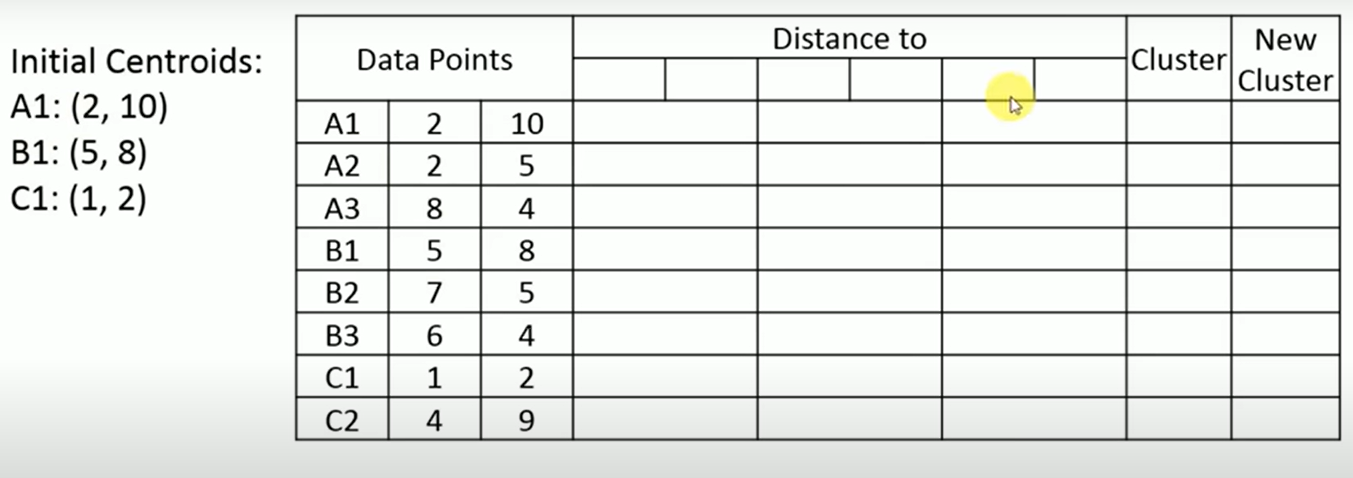 Initial Centroids:
A1: (2, 10)
B1: (5, 8)
C1: (1, 2)
Data Points Distance to Cluster New Cluster
A1 2 10
A2 2 5
A3 8 4
B1 5 8
B2 7 5
B3 6 4
C1 1 2
C2 4 9